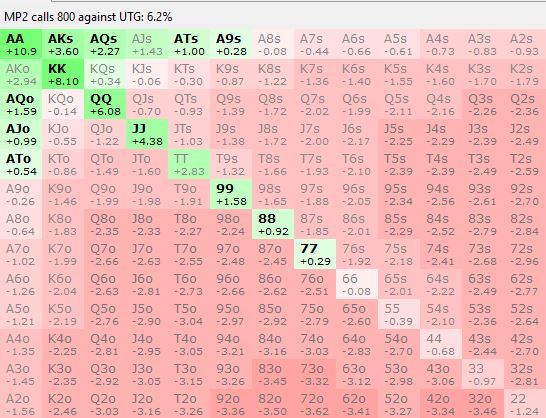 MP2 calls 800 against UTG: 6.2%
AA AKs AQs AJs ATs A9s A8s A7s A6s A5s A4s A3s A2s
+10.9 +3.60 +2.27 +1.43 +1.00 +0.28 -0.08 -0.44 -0.66 -0.61 -0.73 -0.83 -0.93
AKo KK KQs KJs KTs K9s K8s K7s K6s K5s K4s K3s K2s
+2.94 +8.10 +0.34 -0.06 -0.30 -0.87 -1.22 -1.36 -1.40 -1.55 -1.60 -1.70 -1.79
AQo KQo QQ QJs QTs Q9s Q8s Q7s Q6s Q5s Q4s Q3s Q2s
+1.59 -0.14 +6.08 -0.70 -0.93 -1.39 -1.72 -2.02 -1.99 -2.11 -2.16 -2.26 -2.36
AJo KJo QJo JJ JTs J9s J8s J7s J6s J5s J4s J3s J2s
+0.99 -0.55 -1.22 +4.38 -1.03 -1.38 -1.72 -2.00 -2.17 -2.25 -2.29 -2.39 -2.49
ATo KTo QTo JTo TT T9s T8s T7s T6s T5s T4s T3s T2s
+0.54 -0.86 -1.49 -1.60 +2.83 -1.32 -1.66 -1.93 -2.10 -2.39 -2.39 -2.49 -2.59
A9o K9o Q9o J9o T9o 99 98s 97s 96s 95s 94s 93s 92s
-0.26 -1.46 -1.99 -1.98 -1.91 +1.58 -1.65 -1.88 -2.05 -2.34 -2.56 -2.61 -2.70
A8o K8o Q8o J8o T8o 98o 88 87s 86s 85s 84s 83s 82s
-0.64 -1.83 -2.35 -2.33 -2.27 -2.24 +0.92 -1.85 -2.01 -2.29 -2.52 -2.79 -2.84
A7o K7o Q7o J7o T7o 97o 87o 77 76s 75s 74s 73s 72s
-1.02 -1.99 -2.66 -2.63 -2.55 -2.48 -2.45 +0.29 -1.92 -2.18 -2.41 -2.68 -2.96
A6o K6o Q6o J6o T6o 96o 86o 76o 66 65s 64s 63s 62s
-1.26 -2.04 -2.63 -2.81 -2.73 -2.66 -2.62 -2.51 -0.08 -2.01 -2.22 -2.49 -2.77
A5o K5o Q5o J5o T5o 95o 85o 75o 65o 55 54s 53s 52s
-1.21 -2.19 -2.76 -2.90 -3.04 -2.97 -2.92 -2.79 -2.60 -0.39 -2.10 -2.36 -2.64
A4o K4o Q4o J4o T4o 94o 84o 74o 64o 54o 44 43s 42s
-1.35 -2.25 -2.81 -2.95 -3.05 -3.21 -3.16 -3.03 -2.83 -2.70 -0.68 -2.44 -2.70
A3o K3o Q3o J3o T3o 93o 83o 73o 63o 53o 43o 33 32s
-1.45 -2.35 -2.92 -3.05 -3.15 -3.26 -3.45 -3.32 -3.12 -2.98 -3.06 -0.97 -2.81
A2o K2o Q2o J2o T2o 92o 82o 72o 62o 52o 42o 32o 22
-1.56 -2.46 -3.03 -3.16 -3.26 -3.36 -3.50 -3.62 -3.41 -3.27 -3.34 -3.46 -1.24